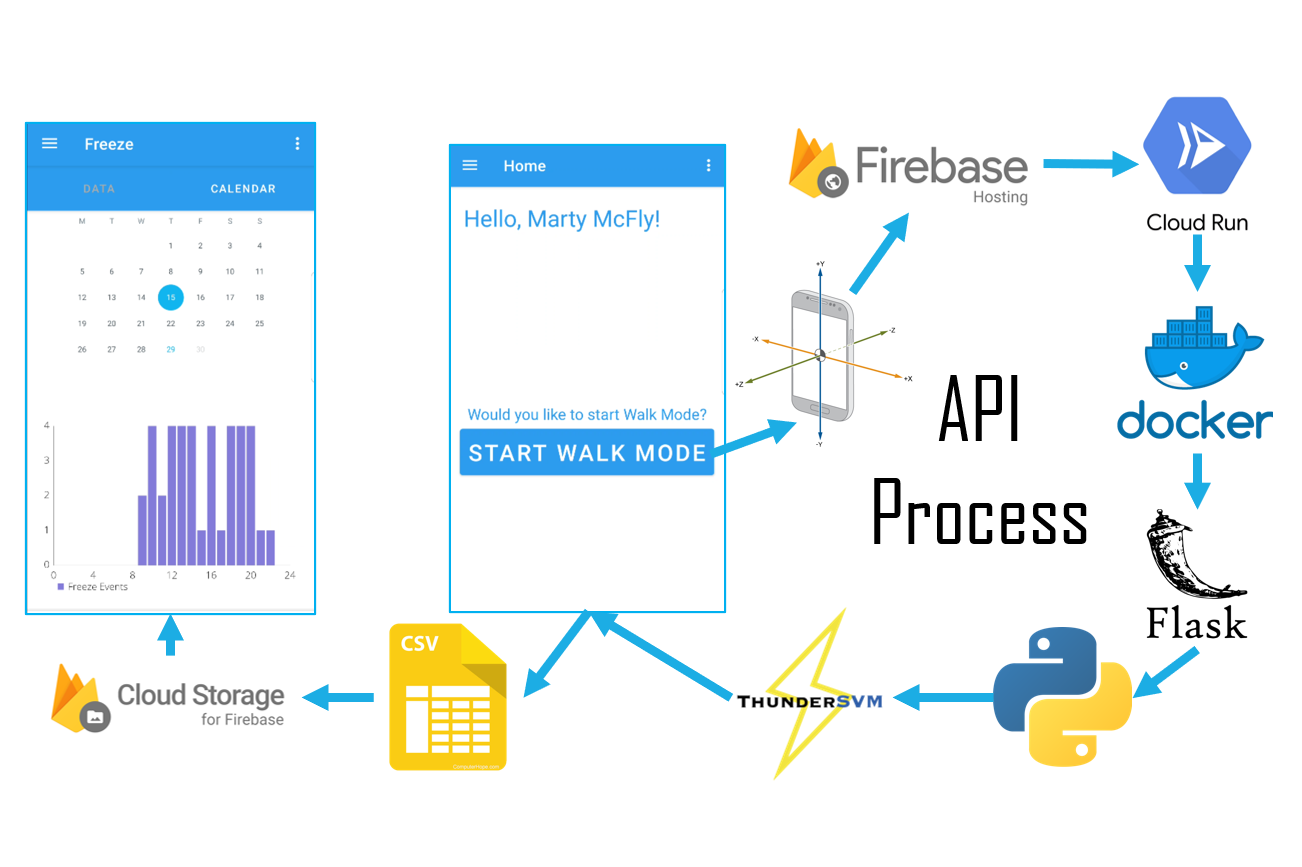 Freeze
DATA CALENDAR
M T W T F S S
1 2 3 4
5 6 7 8 9 10 11
12 13 14 15 16 17 18
19 20 21 22 23 24 25
26 27 28 29 30
4
3
2
1
0
0 4 8 12 16 20 24
Freeze Events
Home
Hello, Marty McFly!
Would you like to start Walk Mode?
START WALK MODE
+Y
-X
-Z
+Z
+X
-Y
Firebase
Hosting
Cloud Run
docker
Flask
API
Process
THUNDERSVM
CSV
ComputerHope.com
Cloud Storage
for Firebase